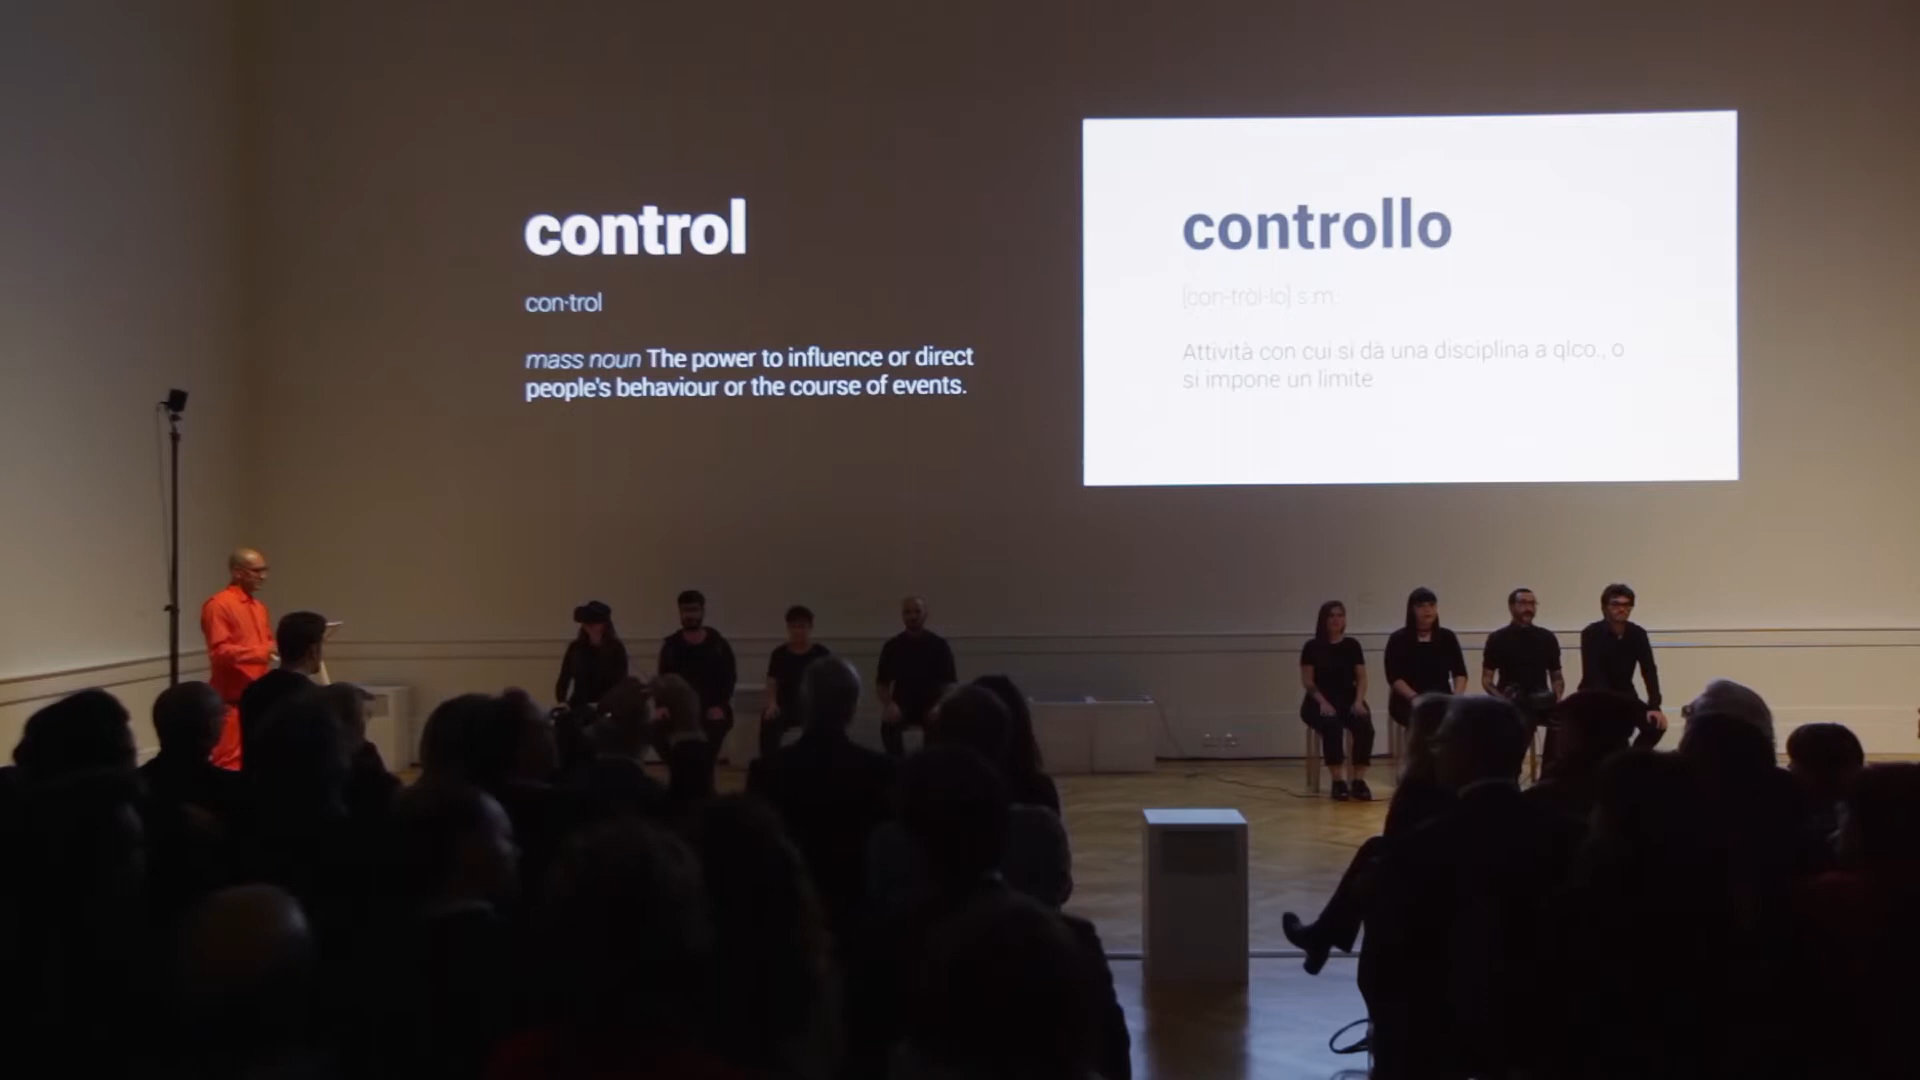 control
con·trol
mass noun The power to influence or direct
people's behaviour or the course of events.
controllo
[con-tròl-lo] s.m.
Attività con cui si dà una disciplina a qlco., o
si impone un limite